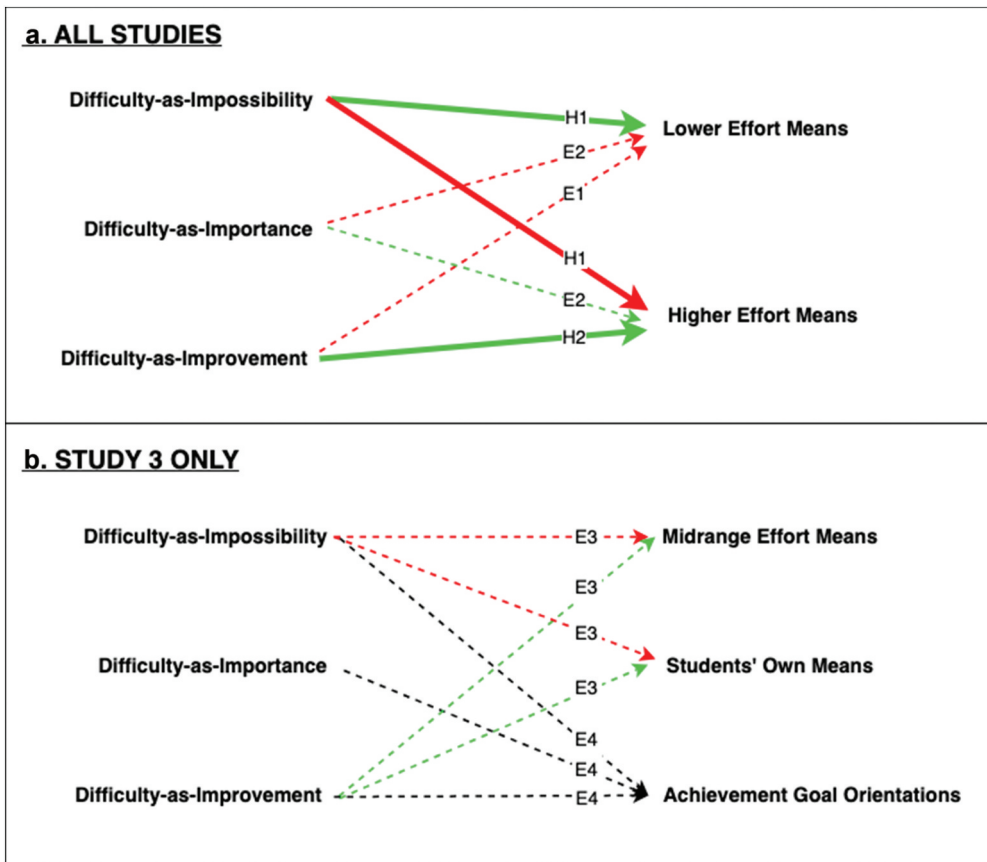 a. ALL STUDIES
Difficulty-as-Impossibility
H1
Lower Effort Means
E2
E1
Difficulty-as-Importance
H1
E2
Higher Effort Means
H2
Difficulty-as-Improvement
b. STUDY 3 ONLY
Difficulty-as-Impossibility
E3
Midrange Effort Means
E3
E3
Difficulty-as-Importance
Students' Own Means
E3
E4
E4
Difficulty-as-Improvement
E4
Achievement Goal Orientations